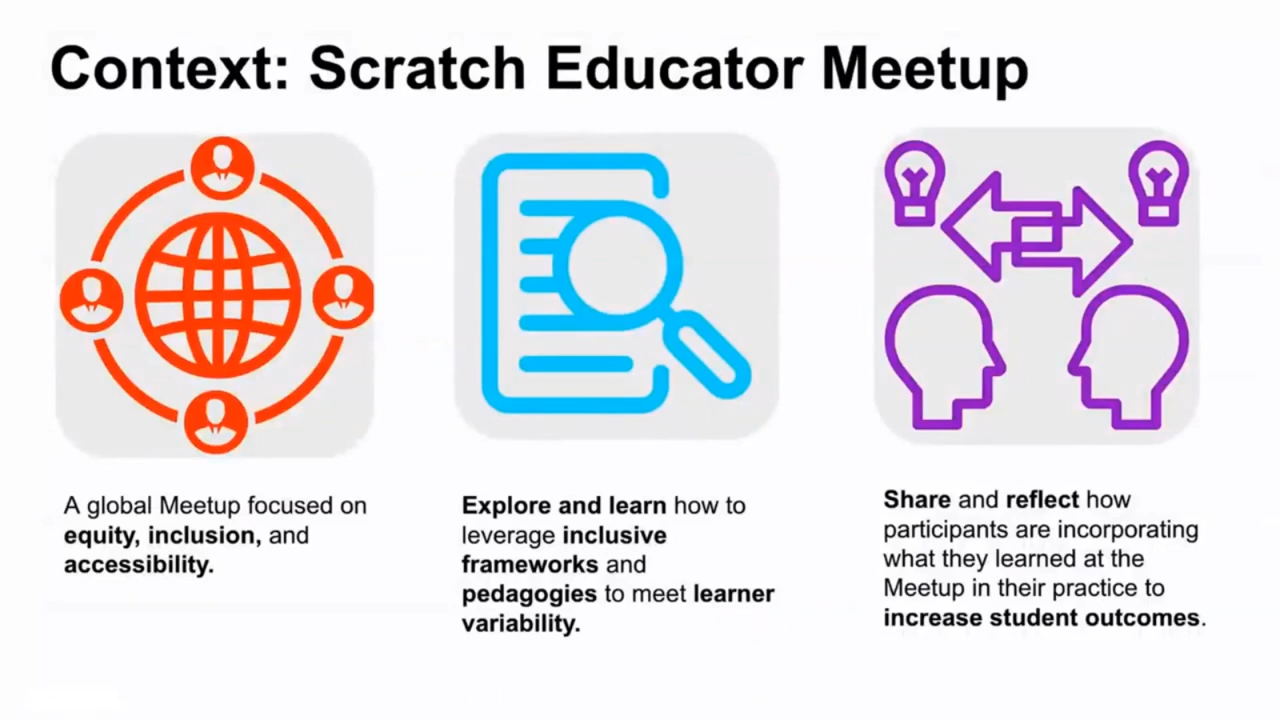 Context: Scratch Educator Meetup
A global Meetup focused on
equity, inclusion, and
accessibility.
Explore and learn how to
leverage inclusive
frameworks and
pedagogies to meet learner
variability.
Share and reflect how
participants are incorporating
what they learned at the
Meetup in their practice to
increase student outcomes.